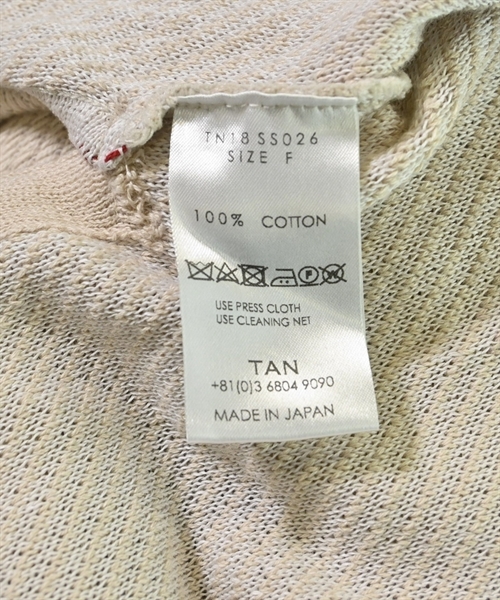 TN18SS026
SIZE F
100% COTTON
F W
USE PRESS CLOTH
USE CLEANING NET
TAN
+81(0)3 6804 9090
MADE IN JAPAN